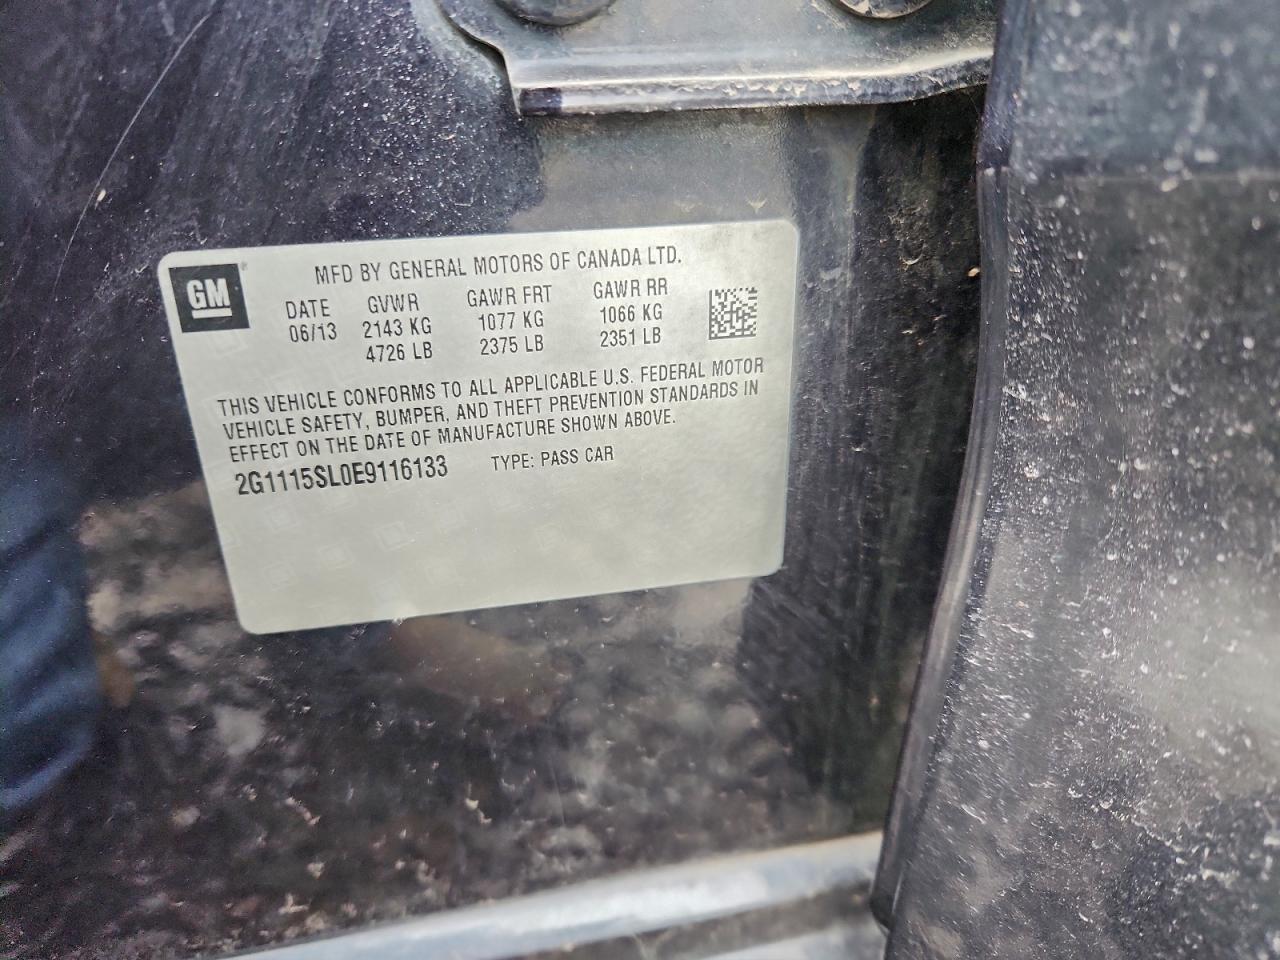 GM
MFD BY GENERAL MOTORS OF CANADA LTD.
DATE GVWR GAWR FRT GAWR RR
06/13 2143 KG 1077 KG 1066 KG
4726 LB 2375 LB 2351 LB
THIS VEHICLE CONFORMS TO ALL APPLICABLE U.S. FEDERAL MOTOR
VEHICLE SAFETY, BUMPER, AND THEFT PREVENTION STANDARDS IN
EFFECT ON THE DATE OF MANUFACTURE SHOWN ABOVE.
2G1115SL0E9116133 TYPE: PASS CAR